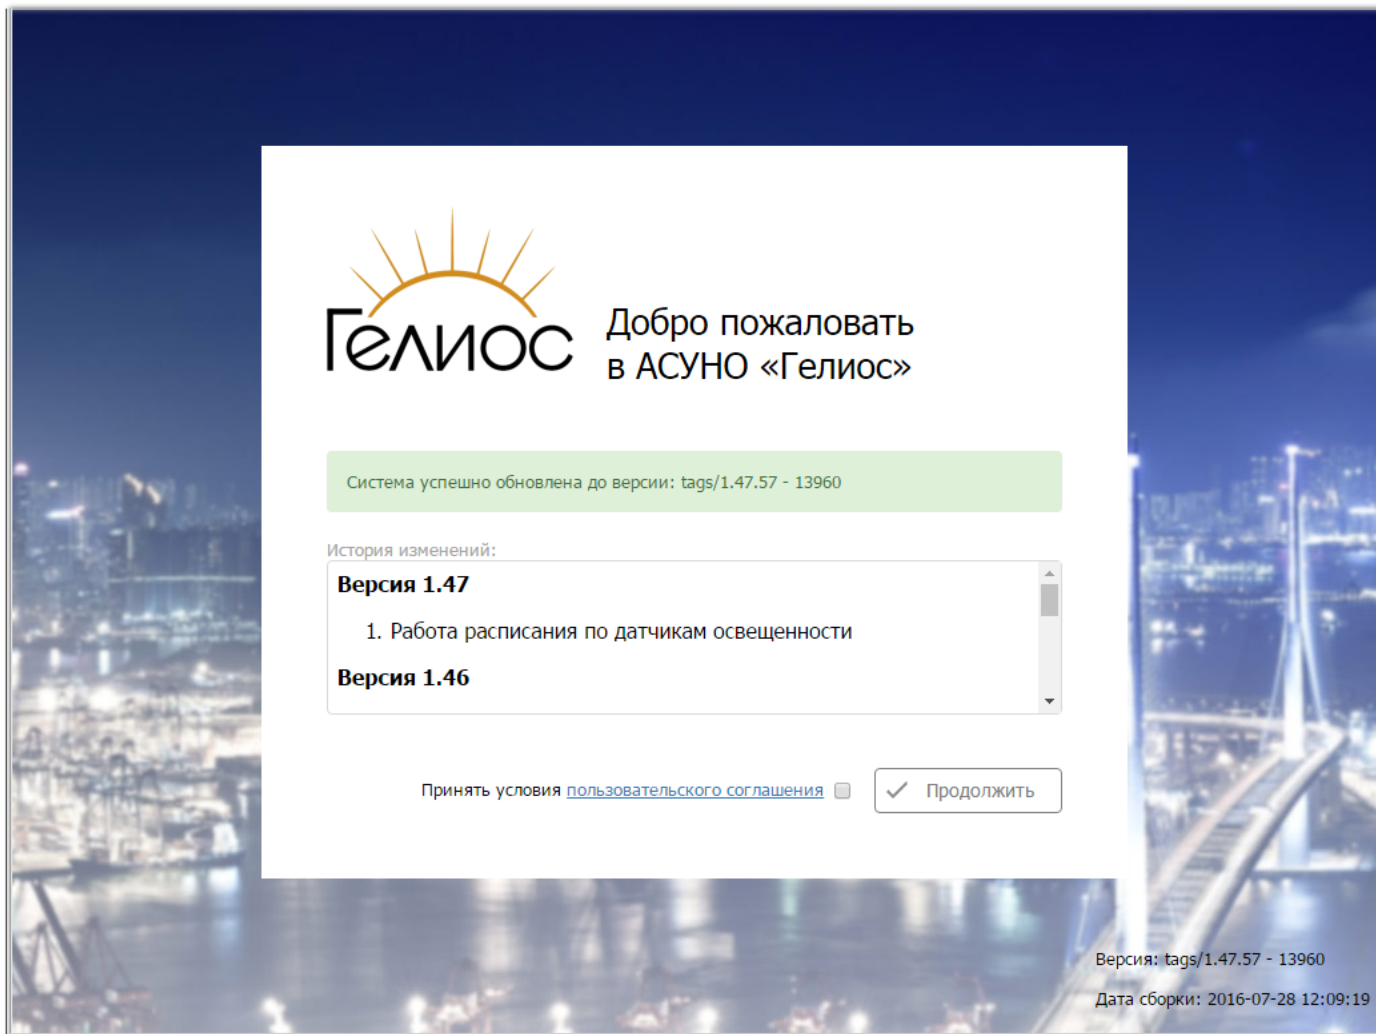 Гелиос
Добро пожаловать
в АСУНО «Гелиос»
Система успешно обновлена до версии: tags/1.47.57 - 13960
История изменений:
Версия 1.47
1. Работа расписания по датчикам освещенности
Версия 1.46
Принять условия пользовательского соглашения
Продолжить
Версия: tags/1.47.57 - 13960
Дата сборки: 2016-07-28 12:09:19